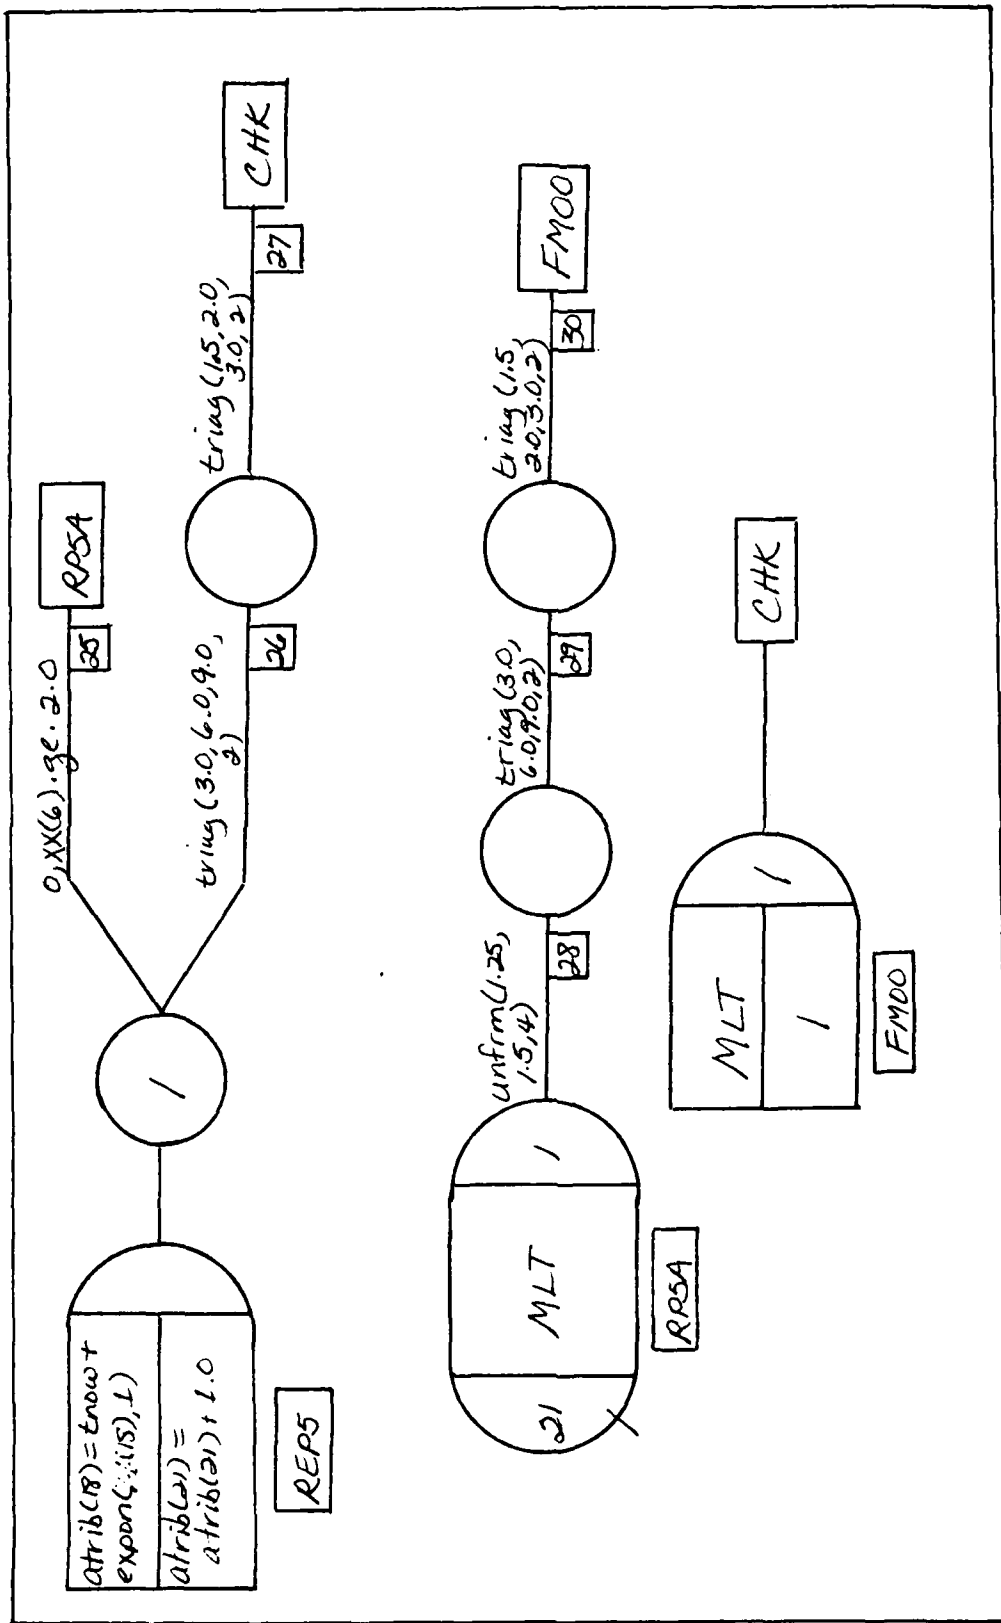 atrib(18)=tnow+
expon( (15),1)
atrib(21)=
atrib(21)+1.0
REP5
1
0,XX(6).ge.2.0
25
RP5A
triag(3.0,6.0,9.0,
2)
26
triag(1.5,2.0,
3.0,2)
27
CHK
21
1
MLT
1
RP5A
unfrm(1.25,
1.5,4)
28
triag(3.0,
6.0,9.0,2)
29
triag(1.5,
2.0,3.0,2)
30
FMOO
MLT
1
1
FMOO
CHK